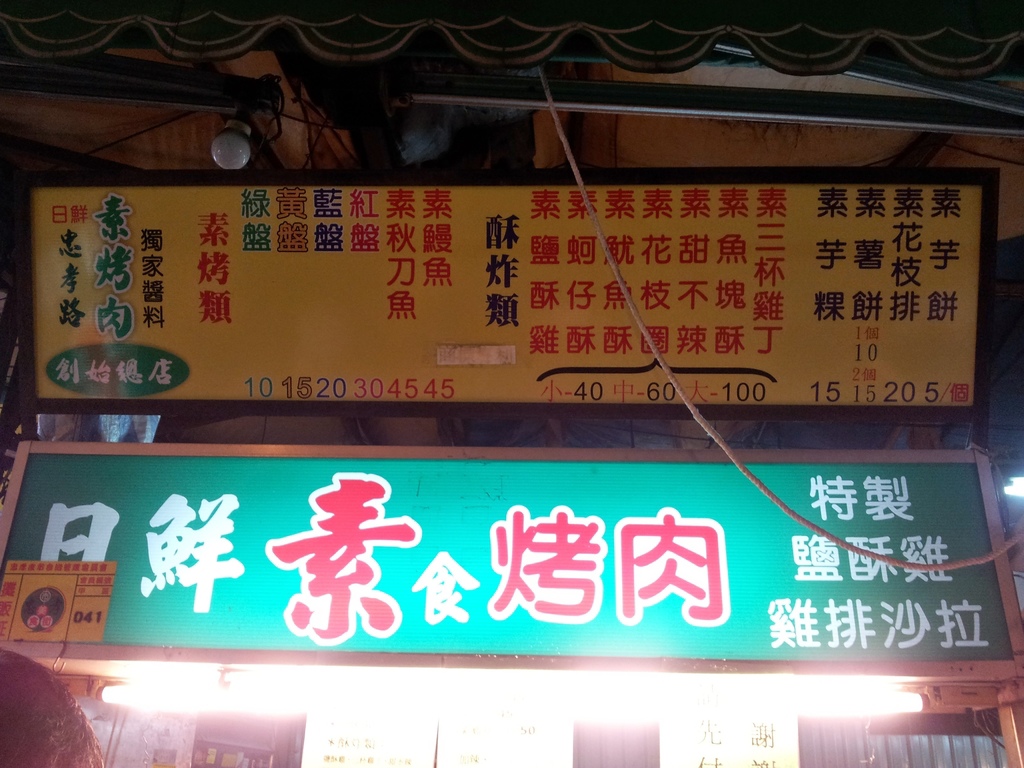 日鮮
素烤肉
忠孝路
獨家醬料
創始總店
素烤類
綠盤 10
黃盤 15
藍盤 20
紅盤 30
素秋刀魚 45
素鰻魚 45
酥炸類
素鹽酥雞
素蚵仔酥
素魷魚酥
素花枝圈
素甜不辣
素魚塊酥
素三杯雞丁
小-40 中-60 大-100
素芋粿 15
素薯餅 1個 10 2個 15
素花枝排 20
素芋餅 5/個
日鮮素食烤肉
特製
鹽酥雞
雞排沙拉
041
50
請先付
謝謝